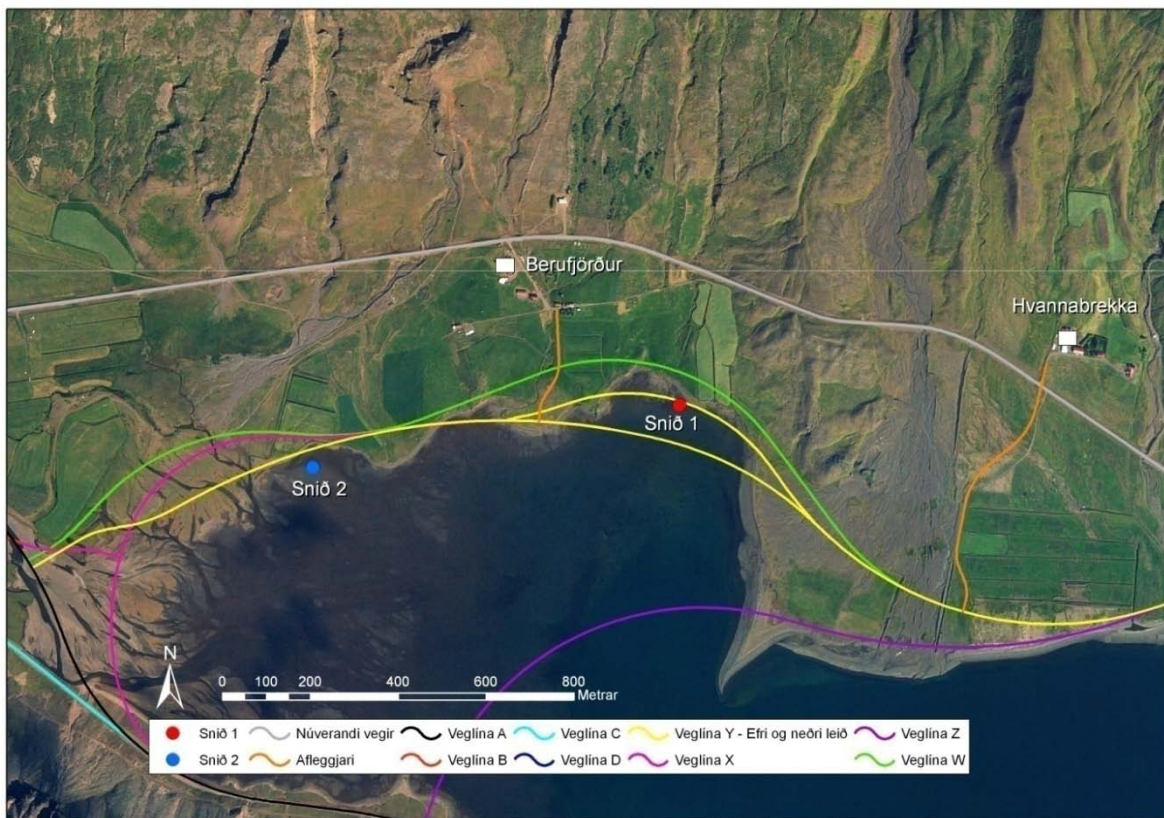 Berufjörður
Hvannabrekka
Snið 1
Snið 2
N
0 100 200 400 600 800
Metrar
Snið 1 Núverandi vegir Veglína A Veglína C Veglína Y - Efri og neðri leið Veglína Z
Snið 2 Afleggjari Veglína B Veglína D Veglína X Veglína W